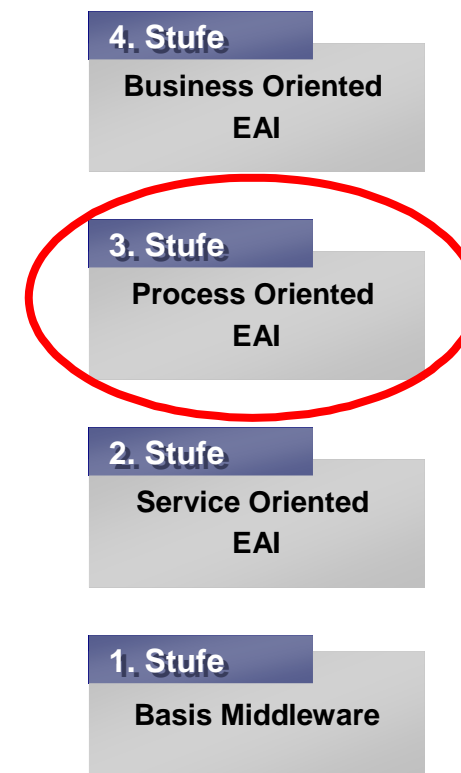 4. Stufe
Business Oriented
EAI
3. Stufe
Process Oriented
EAI
2. Stufe
Service Oriented
EAI
1. Stufe
Basis Middleware